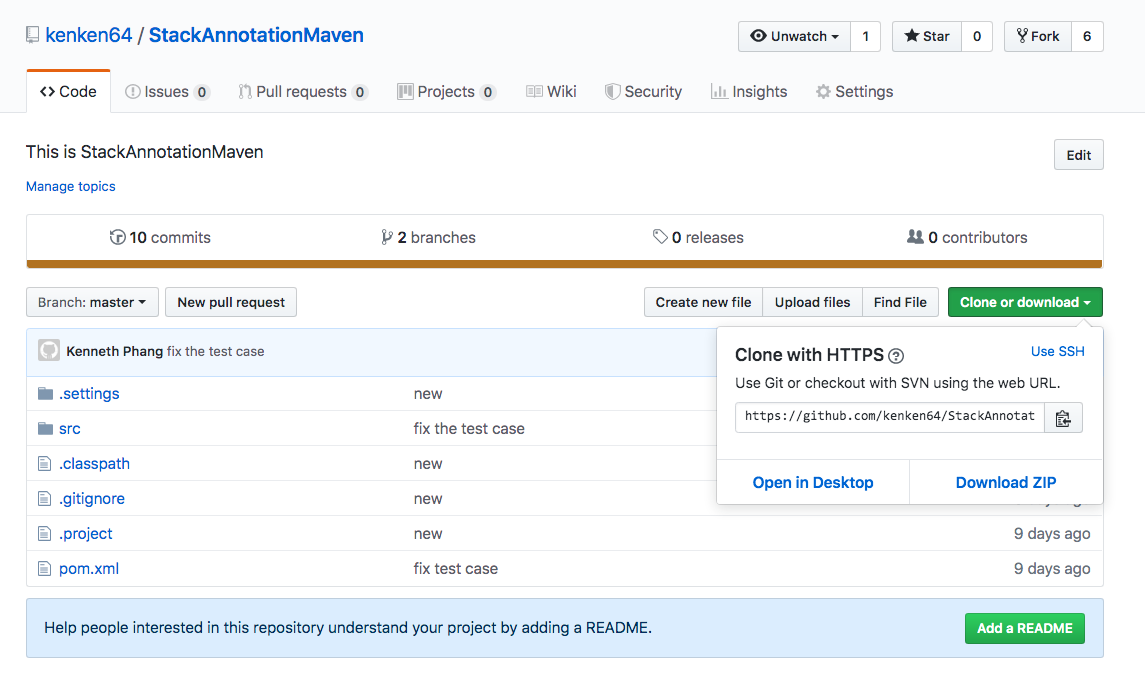 kenken64 / StackAnnotationMaven
Unwatch 1 Star 0 Fork 6
Code Issues 0 Pull requests 0 Projects 0 Wiki Security Insights Settings
This is StackAnnotationMaven
Edit
Manage topics
10 commits 2 branches 0 releases 0 contributors
Branch: master New pull request Create new file Upload files Find File Clone or download
Kenneth Phang fix the test case
.settings new
src fix the test case
.classpath new
.gitignore new
.project new 9 days ago
pom.xml fix test case 9 days ago
Clone with HTTPS ? Use SSH
Use Git or checkout with SVN using the web URL.
https://github.com/kenken64/StackAnnotat
Open in Desktop Download ZIP
Help people interested in this repository understand your project by adding a README. Add a README